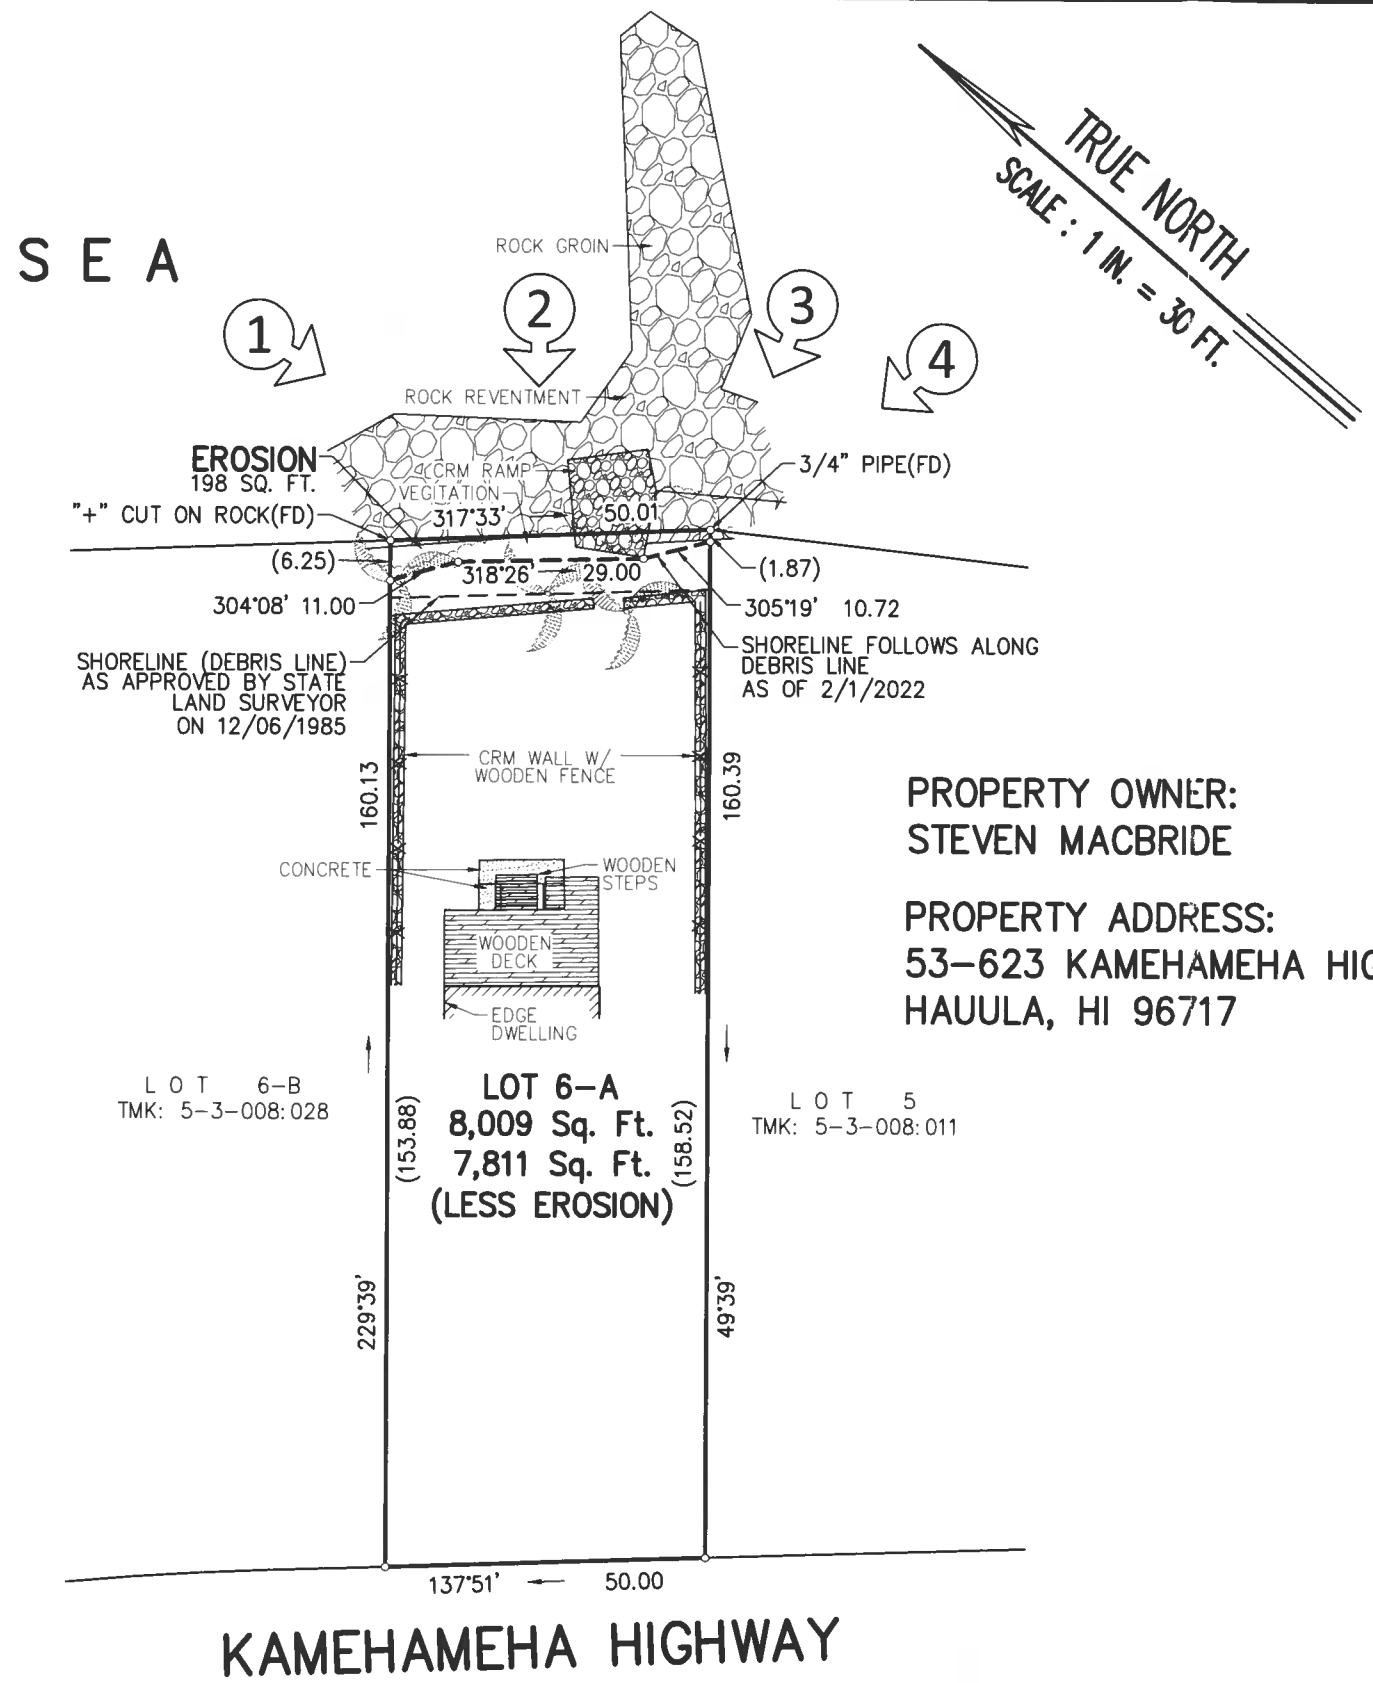 TRUE NORTH
SCALE : 1 IN. = 30 FT.
SEA
ROCK GROIN
1
2
3
4
ROCK REVENTMENT
EROSION
198 SQ. FT.
CRM RAMP
3/4" PIPE(FD)
VEGITATION
"+" CUT ON ROCK(FD)
317°33'
50.01
(6.25)
318°26'
29.00
(1.87)
304°08' 11.00
305°19' 10.72
SHORELINE (DEBRIS LINE)
AS APPROVED BY STATE
LAND SURVEYOR
ON 12/06/1985
SHORELINE FOLLOWS ALONG
DEBRIS LINE
AS OF 2/1/2022
160.13
CRM WALL W/
WOODEN FENCE
160.39
PROPERTY OWNER:
STEVEN MACBRIDE
CONCRETE
WOODEN
STEPS
PROPERTY ADDRESS:
53-623 KAMEHAMEHA HIG
HAUULA, HI 96717
WOODEN
DECK
EDGE
DWELLING
LOT 6-B
TMK: 5-3-008:028
(153.88)
LOT 6-A
8,009 Sq. Ft.
7,811 Sq. Ft.
(LESS EROSION)
(158.52)
LOT 5
TMK: 5-3-008:011
229°39'
49°39'
137°51'
50.00
KAMEHAMEHA HIGHWAY